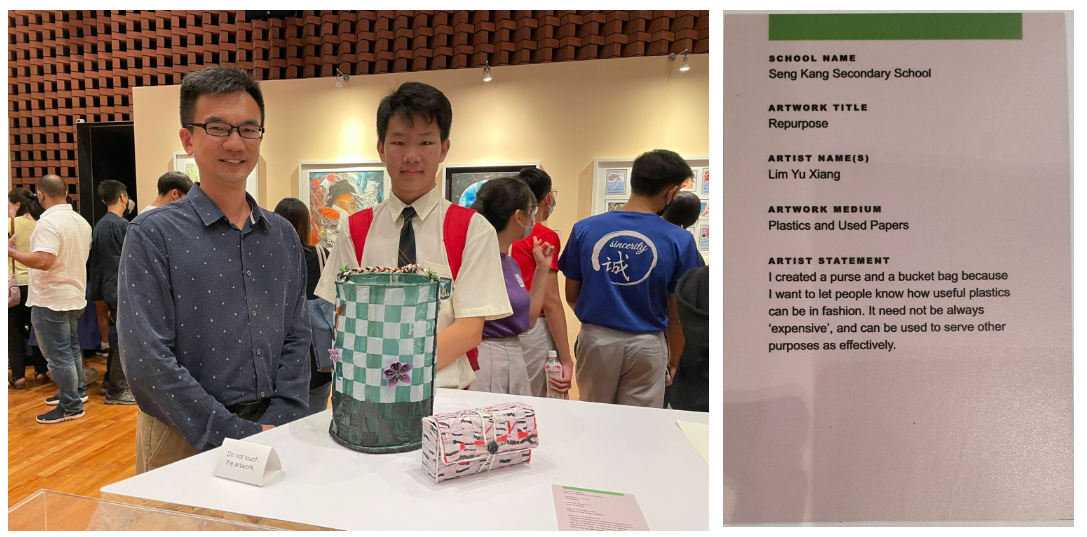 sincerity
誠
Do not touch
the artwork
SCHOOL NAME
Seng Kang Secondary School
ARTWORK TITLE
Repurpose
ARTIST NAME(S)
Lim Yu Xiang
ARTWORK MEDIUM
Plastics and Used Papers
ARTIST STATEMENT
I created a purse and a bucket bag because
I want to let people know how useful plastics
can be in fashion. It need not be always
‘expensive’, and can be used to serve other
purposes as effectively.